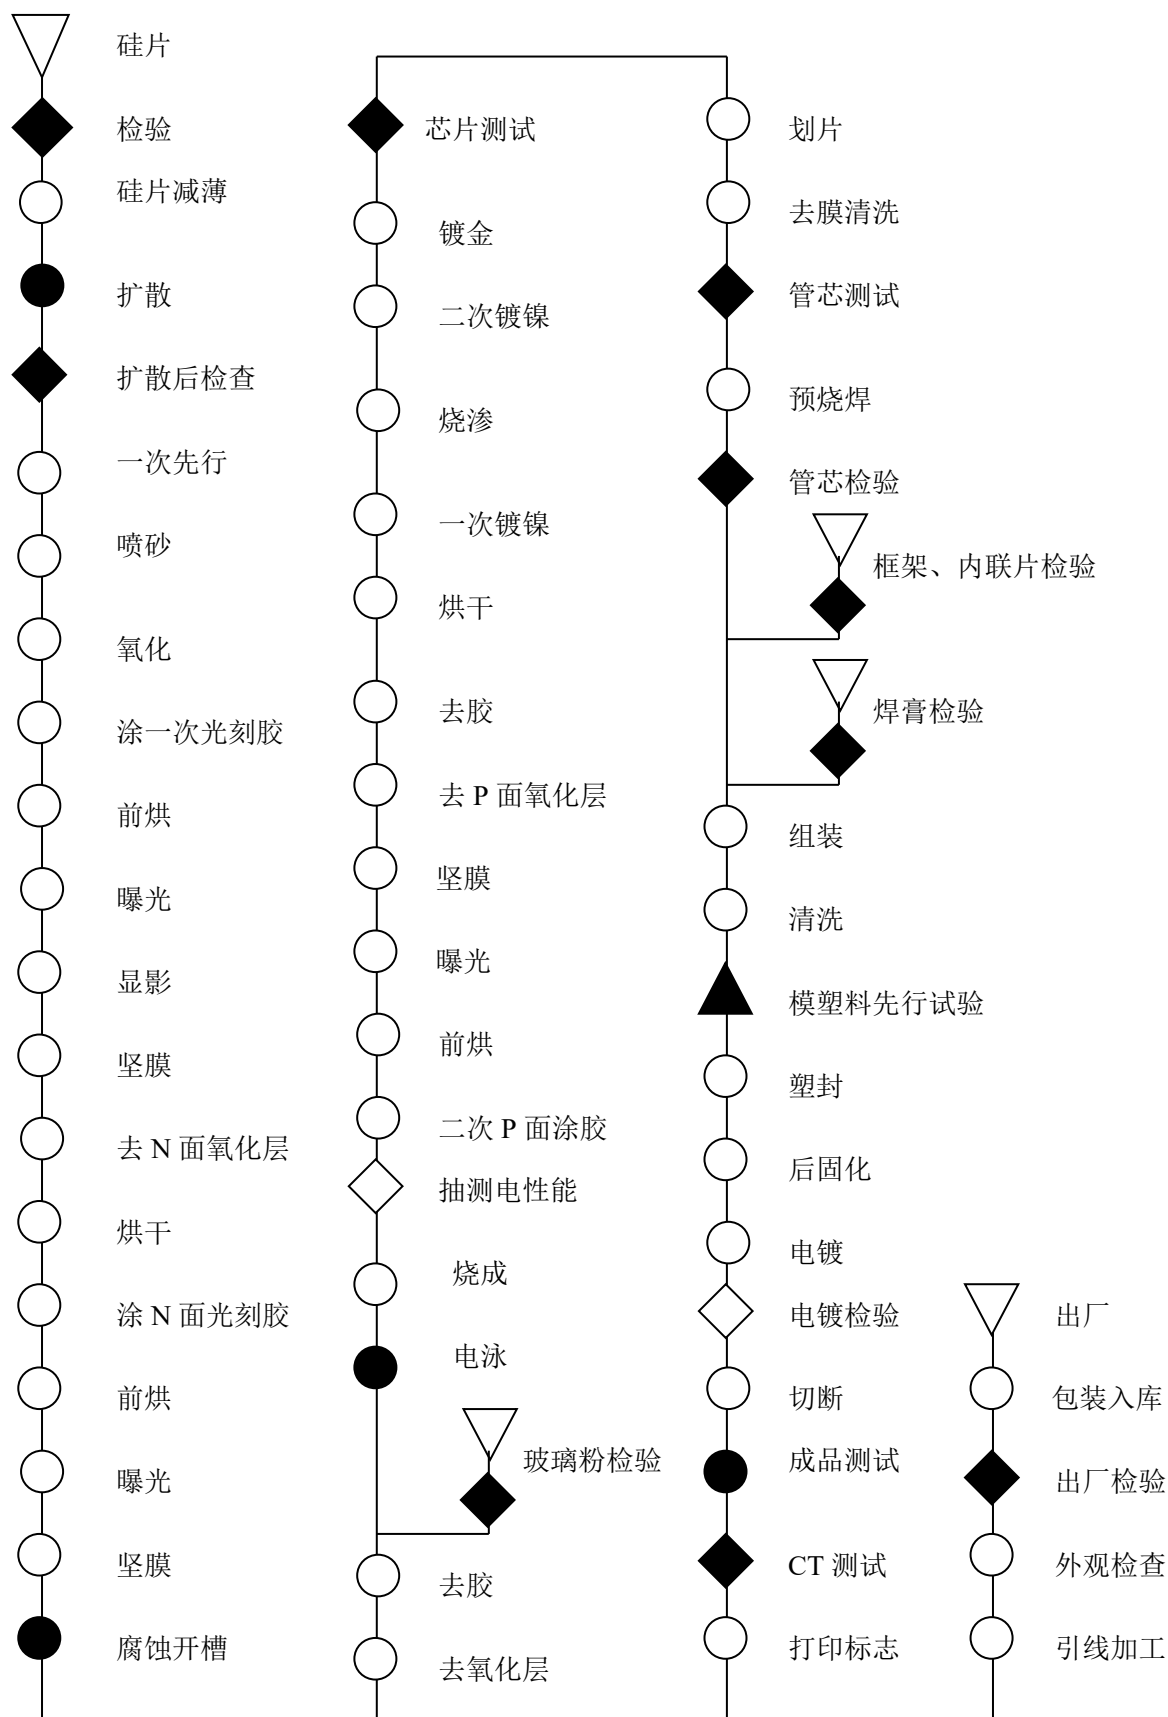 硅片
检验
硅片减薄
扩散
扩散后检查
一次先行
喷砂
氧化
涂一次光刻胶
前烘
曝光
显影
坚膜
去 N 面氧化层
烘干
涂 N 面光刻胶
前烘
曝光
坚膜
腐蚀开槽
芯片测试
镀金
二次镀镍
烧渗
一次镀镍
烘干
去胶
去 P 面氧化层
坚膜
曝光
前烘
二次 P 面涂胶
抽测电性能
烧成
电泳
玻璃粉检验
去胶
去氧化层
划片
去膜清洗
管芯测试
预烧焊
管芯检验
框架、内联片检验
焊膏检验
组装
清洗
模塑料先行试验
塑封
后固化
电镀
电镀检验
切断
成品测试
CT 测试
打印标志
出厂
包装入库
出厂检验
外观检查
引线加工